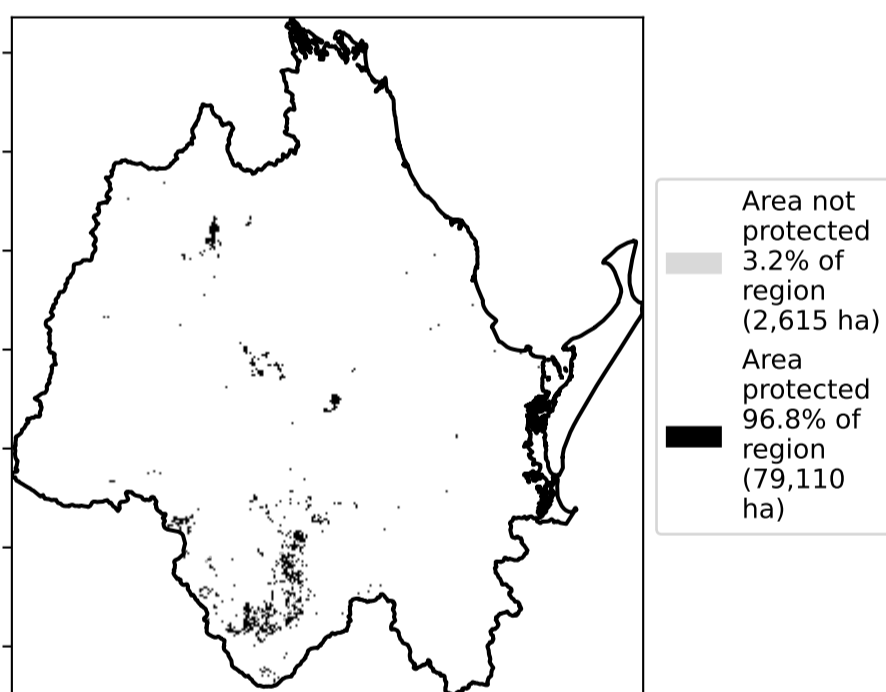 Area not
protected
3.2% of
region
(2,615 ha)
Area
protected
96.8% of
region
(79,110
ha)